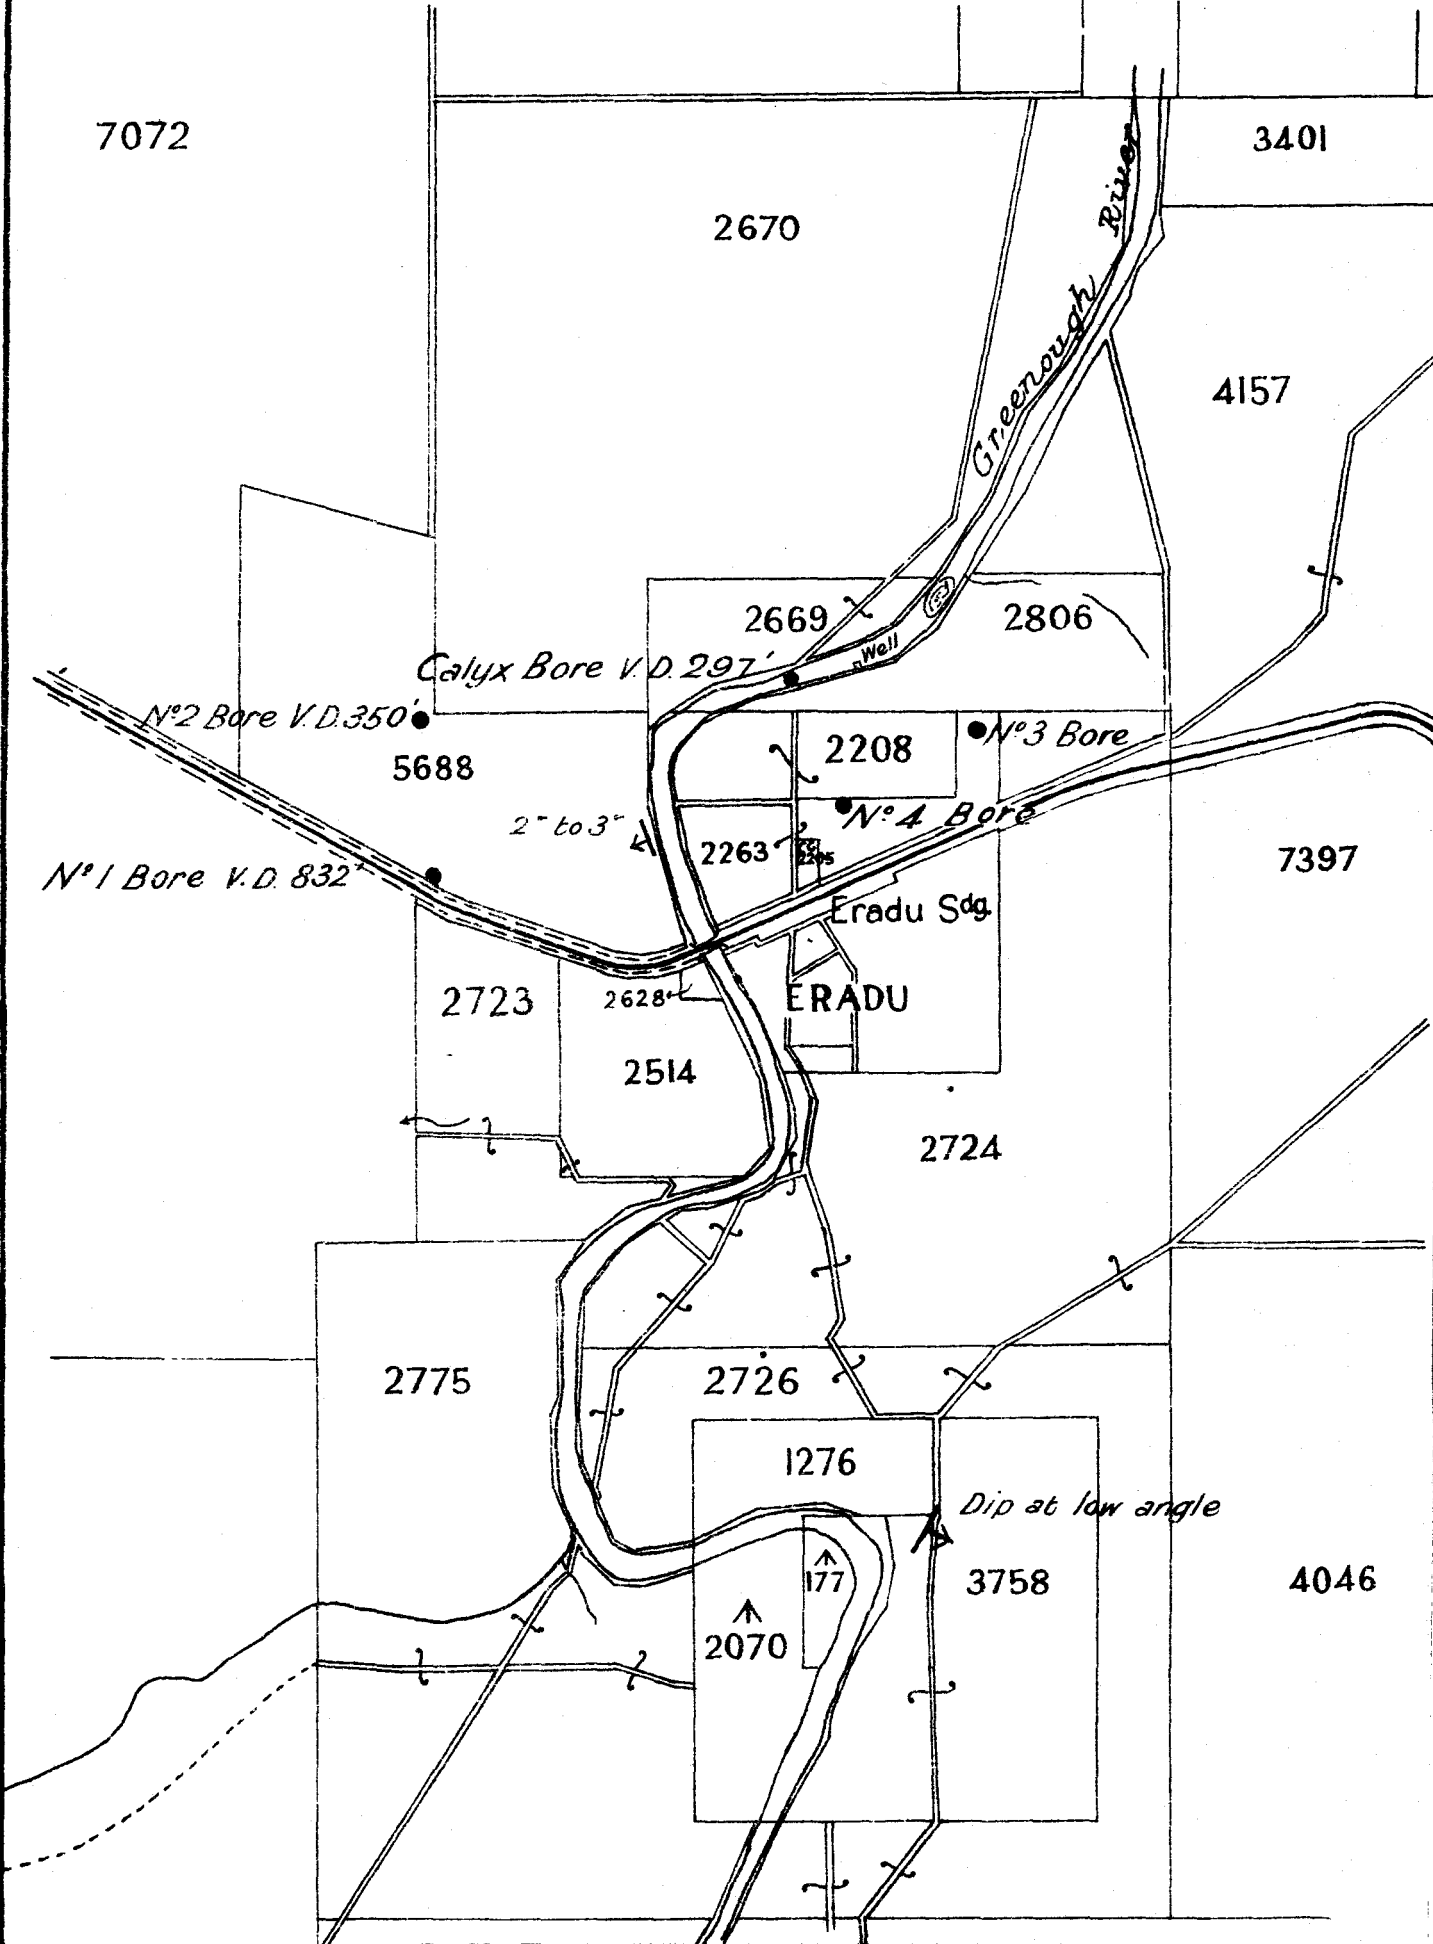 7072
3401
2670
Greenough River
4157
2669
2806
Well
Calyx Bore V.D. 297'
Nº2 Bore V.D. 350'
Nº3 Bore
2208
5688
Nº4 Bore
2° to 3°
2263
7397
Nº1 Bore V.D. 832'
Eradu Sdg.
2723
2628
ERADU
2514
2724
2775
2726
1276
Dip at low angle
177
3758
4046
2070